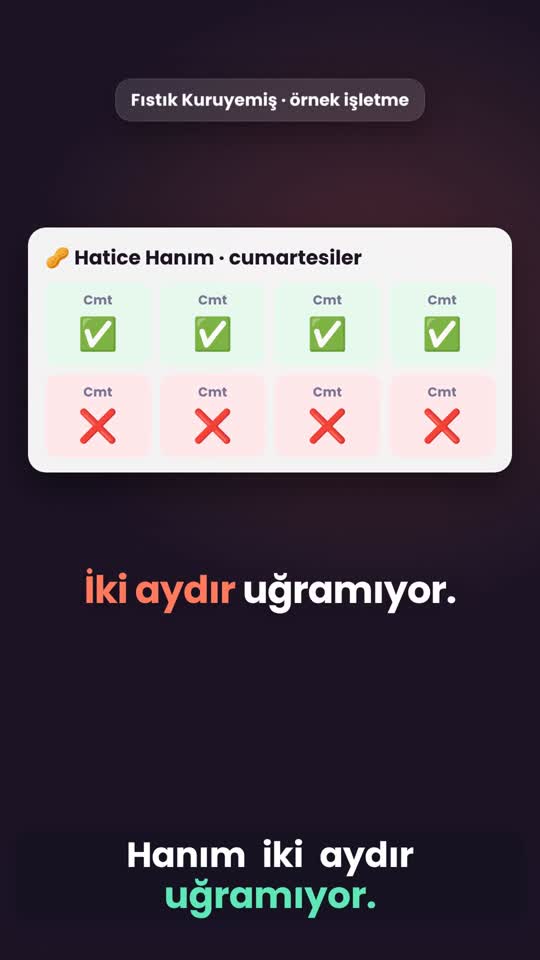 Fıstık Kuruyemiş · örnek işletme
Hatice Hanım · cumartesiler
Cmt Cmt Cmt Cmt
Cmt Cmt Cmt Cmt
İki aydır uğramıyor.
Hanım iki aydır
uğramıyor.